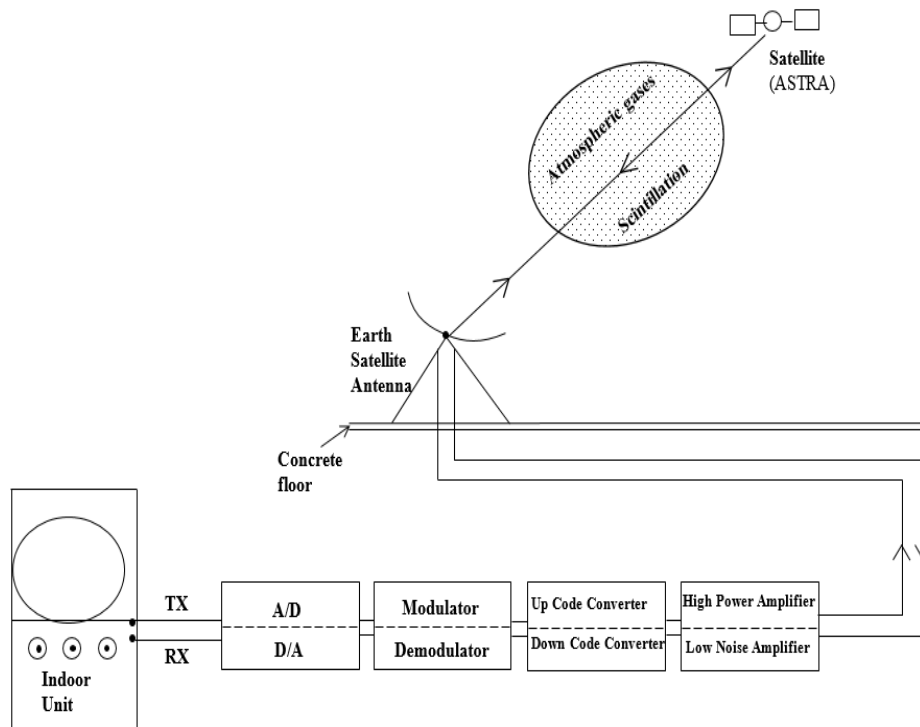 Satellite
(ASTRA)
Atmospheric gases
Scintillation
Earth
Satellite
Antenna
Concrete
floor
TX
RX
Indoor
Unit
A/D
D/A
Modulator
Demodulator
Up Code Converter
Down Code Converter
High Power Amplifier
Low Noise Amplifier